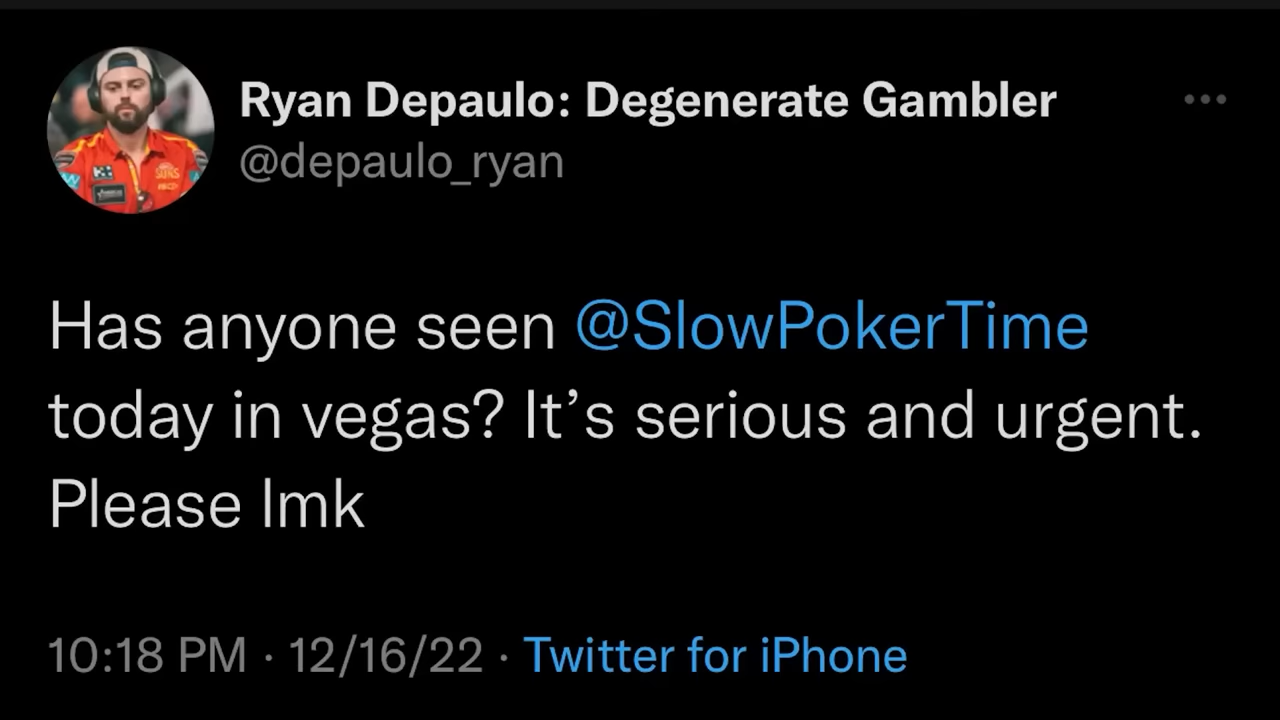 Ryan Depaulo: Degenerate Gambler
@depaulo_ryan
Has anyone seen @SlowPokerTime
today in vegas? It’s serious and urgent.
Please lmk
10:18 PM · 12/16/22 · Twitter for iPhone